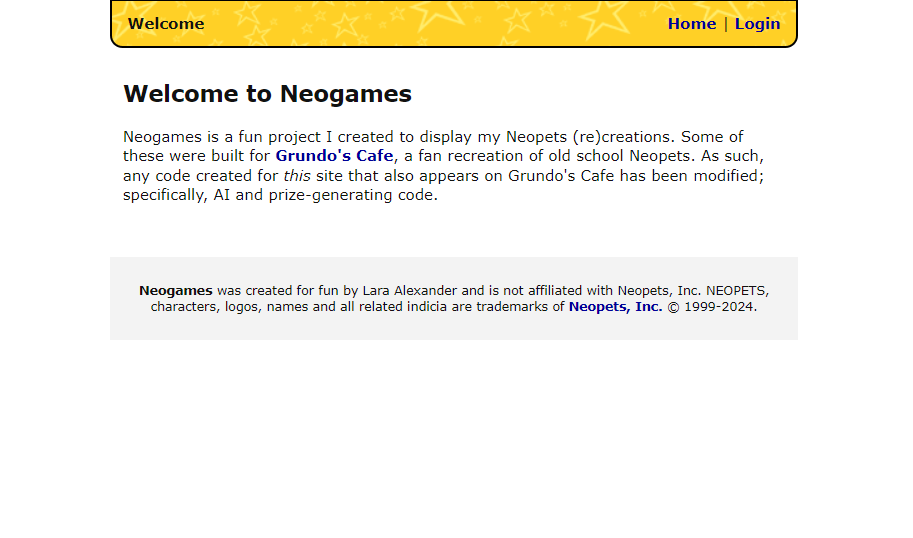 Welcome
Home | Login
Welcome to Neogames
Neogames is a fun project I created to display my Neopets (re)creations. Some of
these were built for Grundo's Cafe, a fan recreation of old school Neopets. As such,
any code created for this site that also appears on Grundo's Cafe has been modified;
specifically, AI and prize-generating code.
Neogames was created for fun by Lara Alexander and is not affiliated with Neopets, Inc. NEOPETS,
characters, logos, names and all related indicia are trademarks of Neopets, Inc. © 1999-2024.